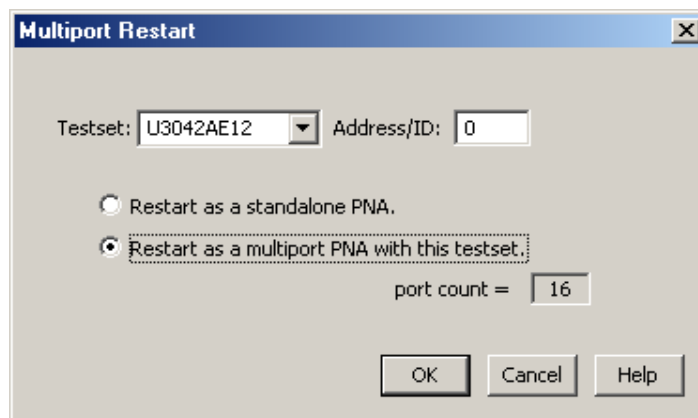 Multiport Restart
Testset: U3042AE12 Address/ID: 0
Restart as a standalone PNA.
Restart as a multiport PNA with this testset.
port count = 16
OK Cancel Help